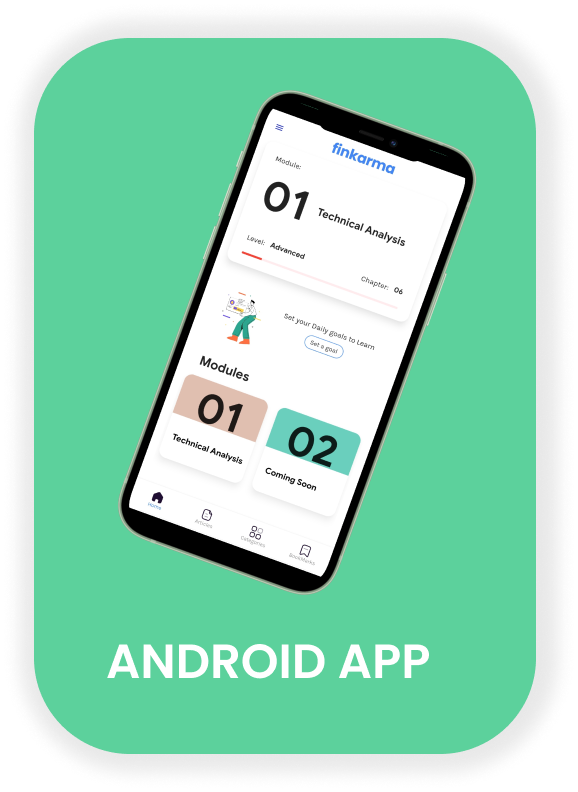 finkarma
Module:
01 Technical Analysis
Level: Advanced
Chapter: 06
Set your Daily goals to Learn
Set a goal
Modules
01
02
Technical Analysis
Coming Soon
Home
Articles
Categories
BookMarks
ANDROID APP